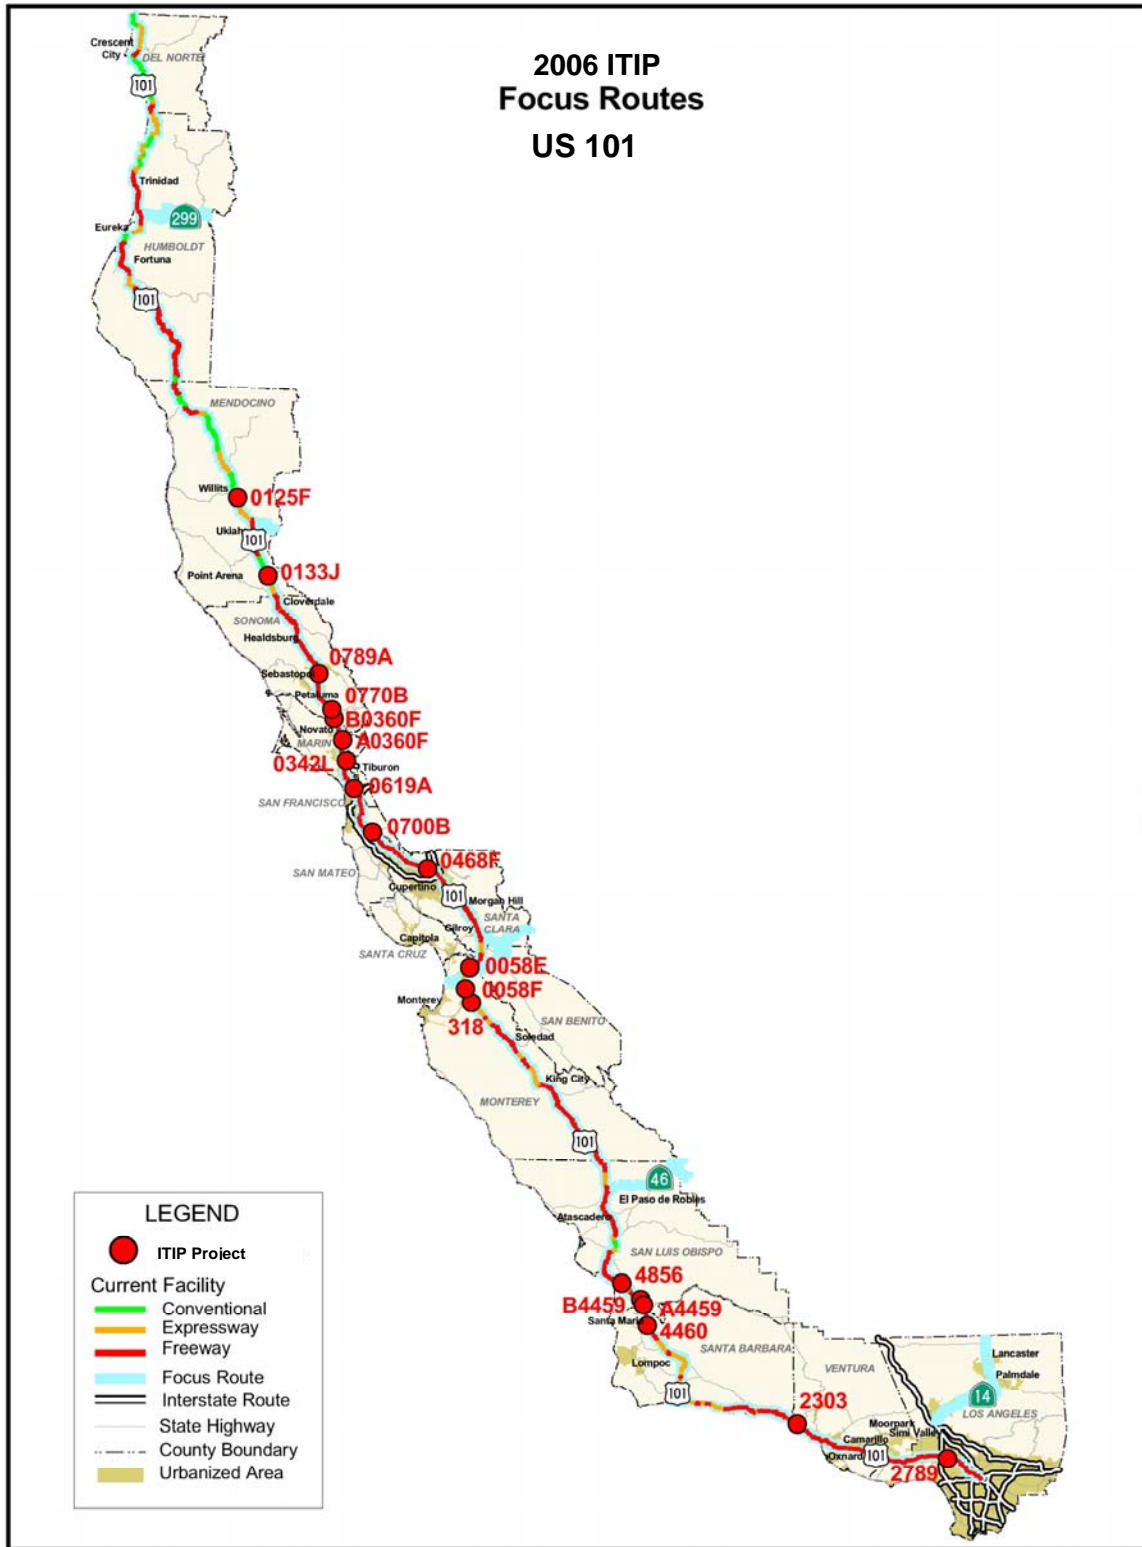 2006 ITIP
Focus Routes
US 101
Crescent
City
DEL NORTE
101
Trinidad
299
Eureka
HUMBOLDT
Fortuna
101
MENDOCINO
Willits
0125F
Ukiah
101
Point Arena
0133J
Cloverdale
SONOMA
Healdsburg
0789A
Sebastopol
Petaluma
0770B
B0360F
Novato
MARIN
A0360F
0342L
Tiburon
0619A
SAN FRANCISCO
0700B
SAN MATEO
0468F
Cupertino
101
Morgan Hill
SANTA
CLARA
Gilroy
Capitola
SANTA CRUZ
0058E
0058F
Monterey
318
SAN BENITO
Soledad
King City
MONTEREY
101
46
El Paso de Robles
Atascadero
SAN LUIS OBISPO
4856
B4459
A4459
Santa Maria
4460
SANTA BARBARA
Lompoc
101
VENTURA
2303
Lancaster
Palmdale
14
LOS ANGELES
Moorpark
Simi Valley
Camarillo
Oxnard
101
2789
LEGEND
ITIP Project
Current Facility
Conventional
Expressway
Freeway
Focus Route
Interstate Route
State Highway
County Boundary
Urbanized Area